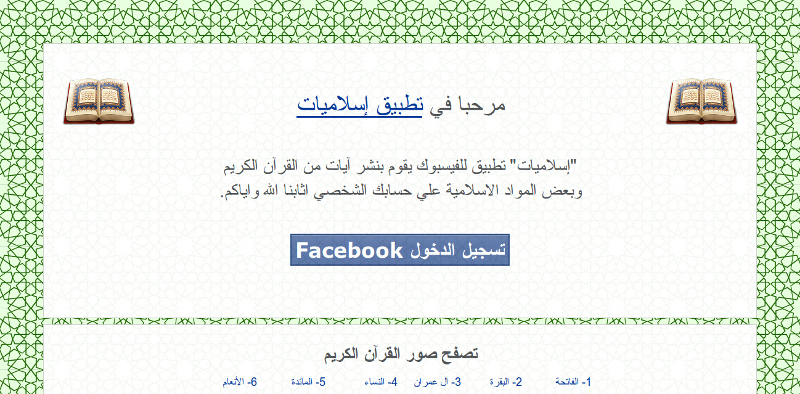 مرحبا في تطبيق إسلاميات
"إسلاميات" تطبيق للفيسبوك يقوم بنشر آيات من القرآن الكريم
وبعض المواد الاسلامية علي حسابك الشخصي اثابنا الله واياكم.
تسجيل الدخول Facebook
تصفح صور القرآن الكريم
1- الفاتحة 2- البقرة 3- آل عمران 4- النساء 5- المائدة 6- الأنعام